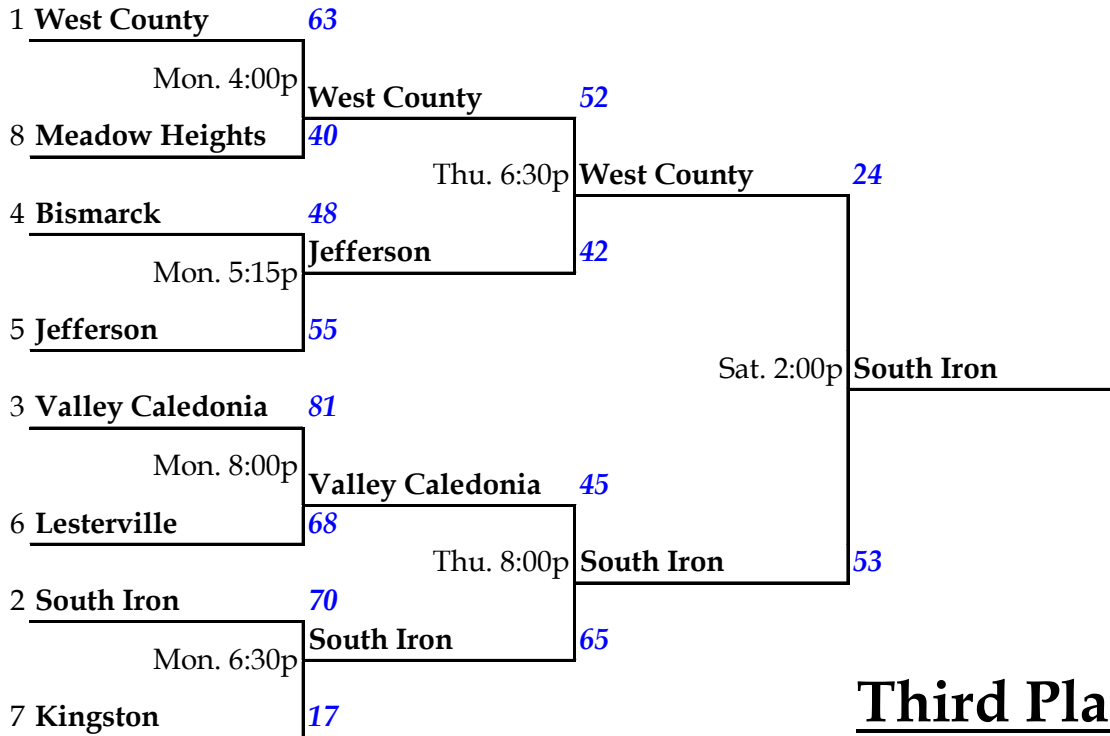 1 West County 63
Mon. 4:00p
West County 52
8 Meadow Heights 40
Thu. 6:30p West County 24
4 Bismarck 48
Jefferson 42
Mon. 5:15p
5 Jefferson 55
Sat. 2:00p South Iron
3 Valley Caledonia 81
Mon. 8:00p
Valley Caledonia 45
6 Lesterville 68
Thu. 8:00p South Iron 53
2 South Iron 70
South Iron 65
Mon. 6:30p
7 Kingston 17
Third Pla